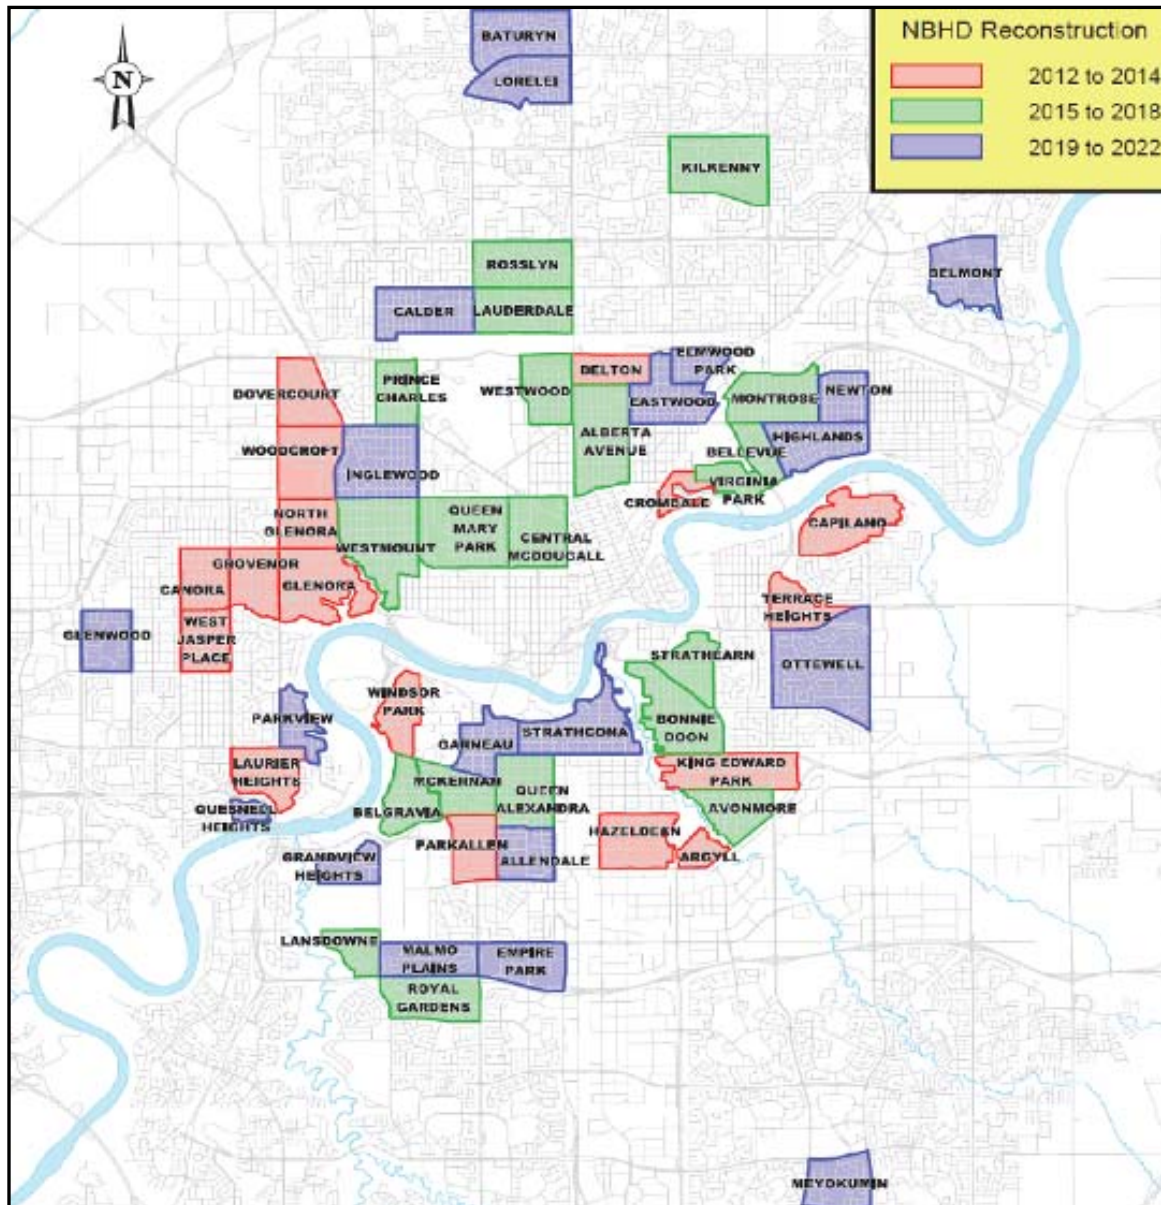 NBHD Reconstruction
2012 to 2014
2015 to 2018
2019 to 2022
N
BATURYN
LORELEI
KILKENNY
ROSSLYN
BELMONT
CALDER
LAUDERDALE
DOVERCOURT
PRINCE
CHARLES
WESTWOOD
DELTON
ELMWOOD
PARK
EASTWOOD
MONTROSE
NEWTON
WOODCROFT
INGLEWOOD
ALBERTA
AVENUE
BELLEVUE
HIGHLANDS
VIRGINIA
PARK
CROMDALE
CAPILANO
NORTH
GLENORA
WESTMOUNT
QUEEN
MARY
PARK
CENTRAL
MCDOUGALL
GROVENOR
CANORA
GLENORA
WEST
JASPER
PLACE
GLENWOOD
TERRACE
HEIGHTS
OTTEWELL
STRATHEARN
BONNIE
DOON
WINDSOR
PARK
PARKVIEW
GARNEAU
STRATHCONA
LAURIER
HEIGHTS
QUESNELL
HEIGHTS
MCKERNAN
BELGRAVIA
QUEEN
ALEXANDRA
KING EDWARD
PARK
AVONMORE
PARKALLEN
ALLENDALE
HAZELDEAN
ARGYLL
GRANDVIEW
HEIGHTS
LANSDOWNE
MALMO
PLAINS
EMPIRE
PARK
ROYAL
GARDENS
MEYOKUMIN